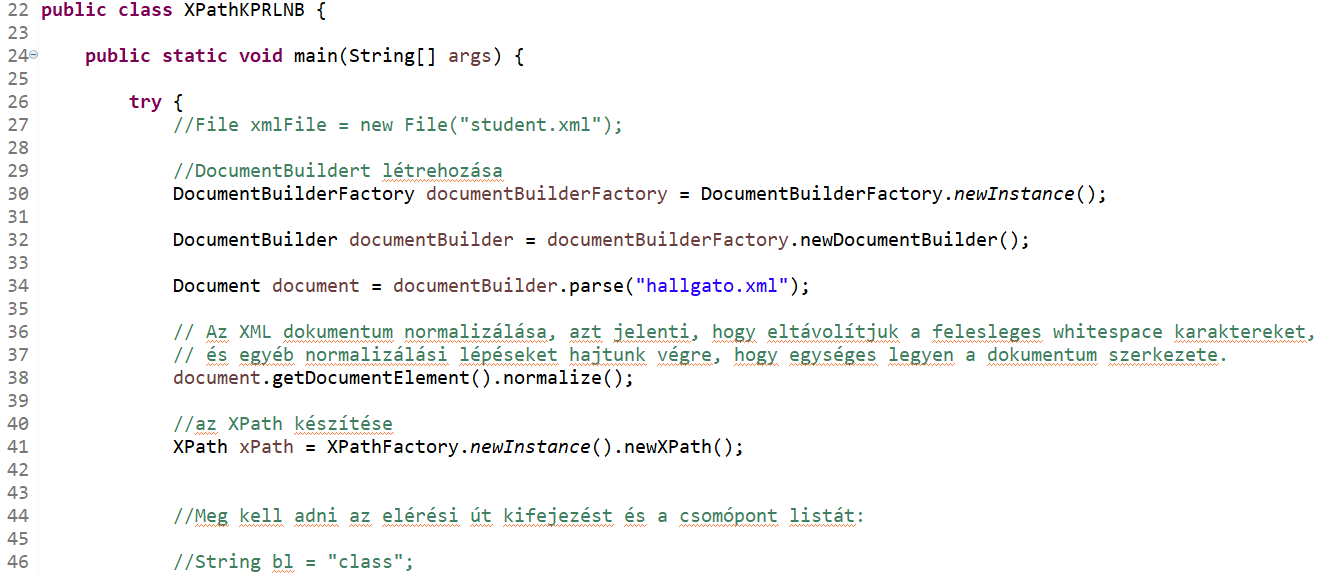 22 public class XPathKPRLNB {
23
24 public static void main(String[] args) {
25
26 try {
27 //File xmlFile = new File("student.xml");
28
29 //DocumentBuildert létrehozása
30 DocumentBuilderFactory documentBuilderFactory = DocumentBuilderFactory.newInstance();
31
32 DocumentBuilder documentBuilder = documentBuilderFactory.newDocumentBuilder();
33
34 Document document = documentBuilder.parse("hallgato.xml");
35
36 // Az XML dokumentum normalizálása, azt jelenti, hogy eltávolítjuk a felesleges whitespace karaktereket,
37 // és egyéb normalizálási lépéseket hajtunk végre, hogy egységes legyen a dokumentum szerkezete.
38 document.getDocumentElement().normalize();
39
40 //az XPath készítése
41 XPath xPath = XPathFactory.newInstance().newXPath();
42
43
44 //Meg kell adni az elérési út kifejezést és a csomópont listát:
45
46 //String bl = "class";